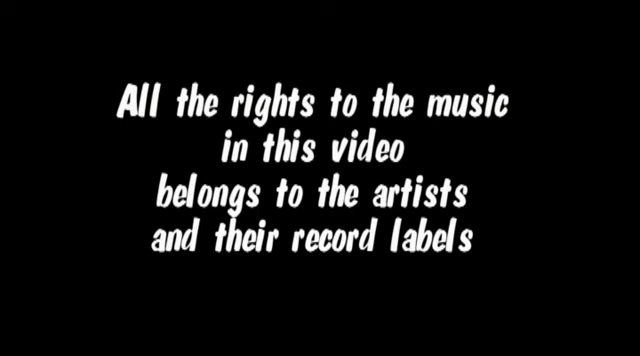 All the rights to the music
in this video
belongs to the artists
and their record labels